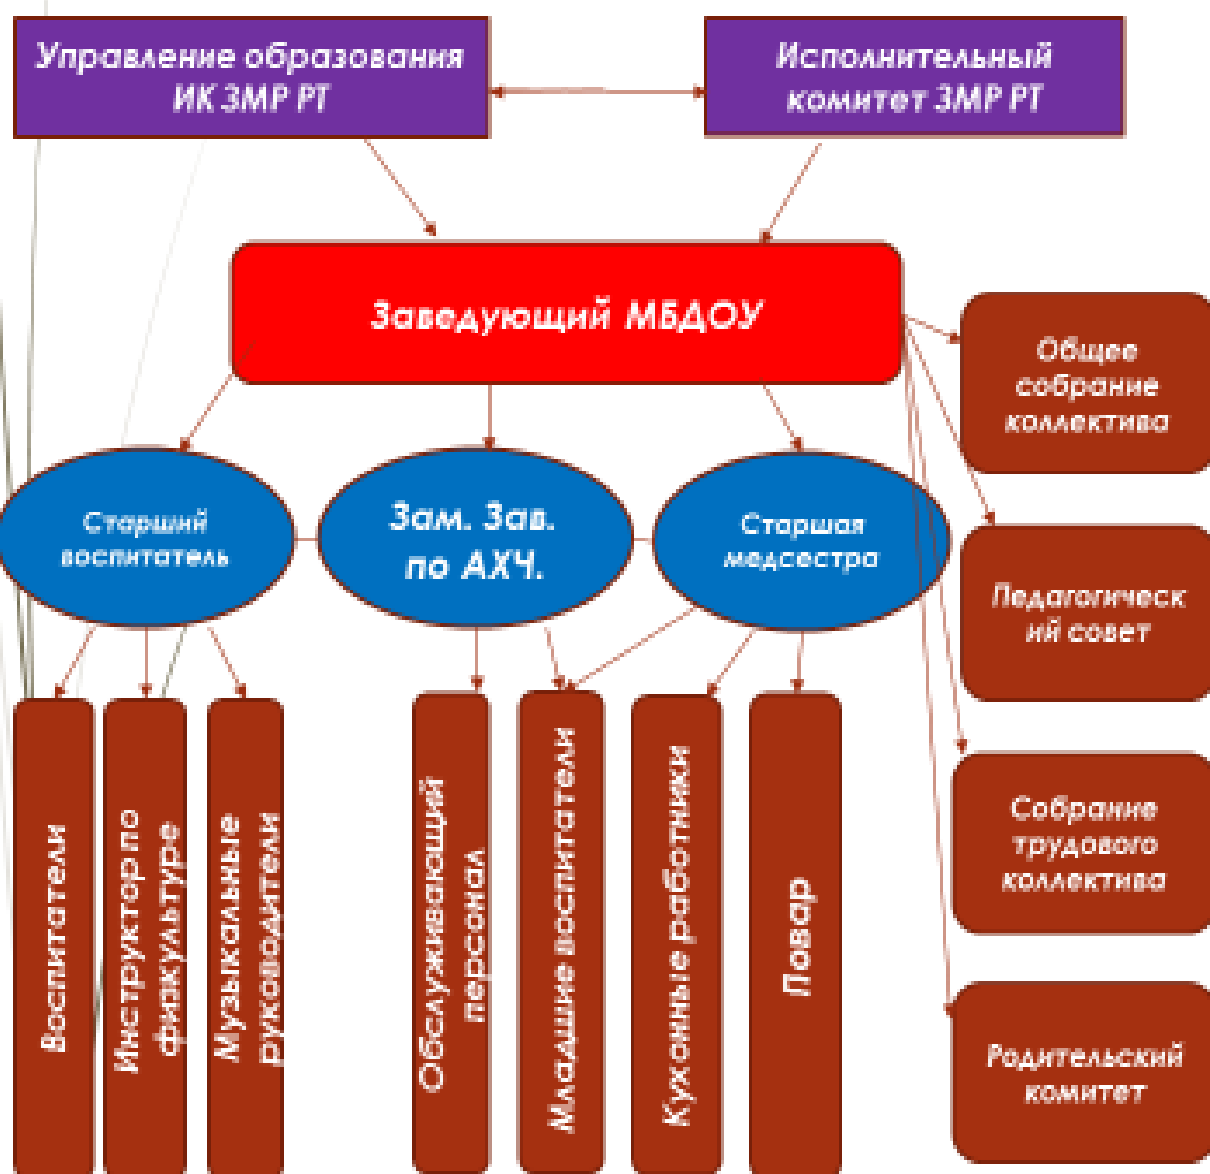 Управление образования
ИК ЗМР РТ
Исполнительный
комитет ЗМР РТ
Заведующий МБДОУ
Общее
собрание
коллектива
Старший
воспитатель
Зам. Зав.
по АХЧ.
Старшая
медсестра
Педагогическ
ий совет
Собрание
трудового
коллектива
Родительский
комитет
Воспитатели
Инструктор по
физкультуре
Музыкальные
руководители
Обслуживающий
персонал
Младшие воспитатели
Кухонные работники
Повар